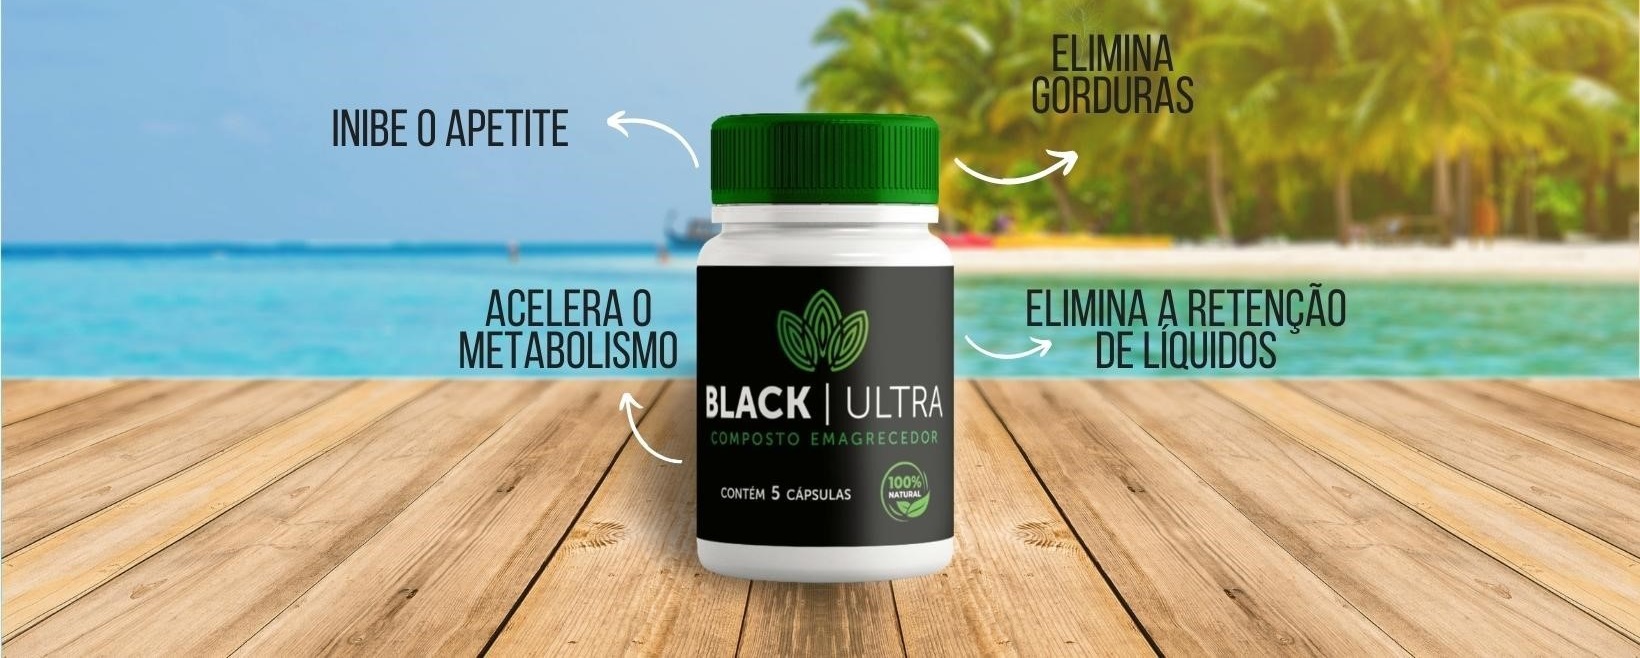 INIBE O APETITE
ELIMINA
GORDURAS
ACELERA O
METABOLISMO
ELIMINA A RETENÇÃO
DE LÍQUIDOS
BLACK | ULTRA
COMPOSTO EMAGRECEDOR
CONTÉM 5 CÁPSULAS
100%
NATURAL